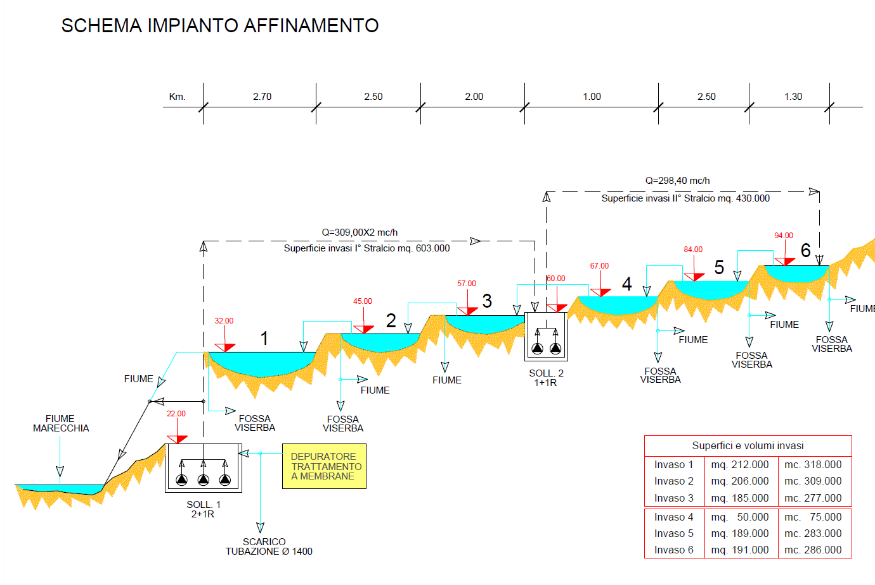 SCHEMA IMPIANTO AFFINAMENTO
Km. 2.70 2.50 2.00 1.00 2.50 1.30
Q=298,40 mc/h
Superficie invasi II° Stralcio mq. 430.000
Q=309,00X2 mc/h
Superficie invasi I° Stralcio mq. 603.000
94.00
6
84.00
5
67.00
4
60.00
57.00
3
45.00
2
32.00
1
FIUME
FIUME
FOSSA
VISERBA
FIUME
FOSSA
VISERBA
FIUME
FOSSA
VISERBA
SOLL. 2
1+1R
FIUME
FIUME
FOSSA
VISERBA
FOSSA
VISERBA
FIUME
FIUME
MARECCHIA
22.00
DEPURATORE
TRATTAMENTO
A MEMBRANE
SOLL. 1
2+1R
SCARICO
TUBAZIONE Ø 1400
Superfici e volumi invasi
Invaso 1 mq. 212.000 mc. 318.000
Invaso 2 mq. 206.000 mc. 309.000
Invaso 3 mq. 185.000 mc. 277.000
Invaso 4 mq. 50.000 mc. 75.000
Invaso 5 mq. 189.000 mc. 283.000
Invaso 6 mq. 191.000 mc. 286.000